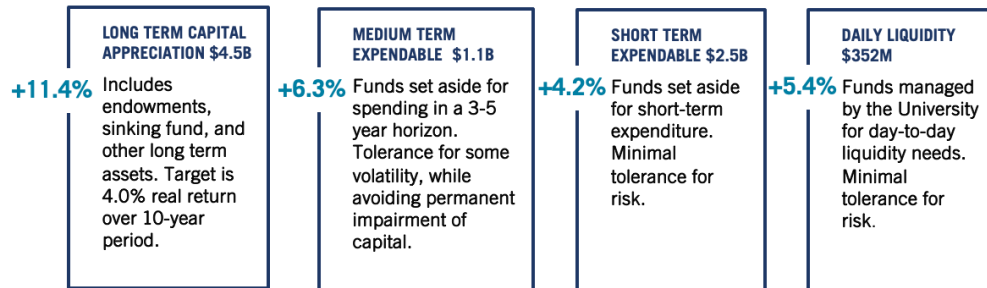 LONG TERM CAPITAL
APPRECIATION $4.5B
+11.4%
Includes
endowments,
sinking fund, and
other long term
assets. Target is
4.0% real return
over 10-year
period.
MEDIUM TERM
EXPENDABLE $1.1B
+6.3%
Funds set aside for
spending in a 3-5
year horizon.
Tolerance for some
volatility, while
avoiding permanent
impairment of
capital.
SHORT TERM
EXPENDABLE $2.5B
+4.2%
Funds set aside
for short-term
expenditure.
Minimal
tolerance for
risk.
DAILY LIQUIDITY
$352M
+5.4%
Funds managed
by the University
for day-to-day
liquidity needs.
Minimal
tolerance for
risk.